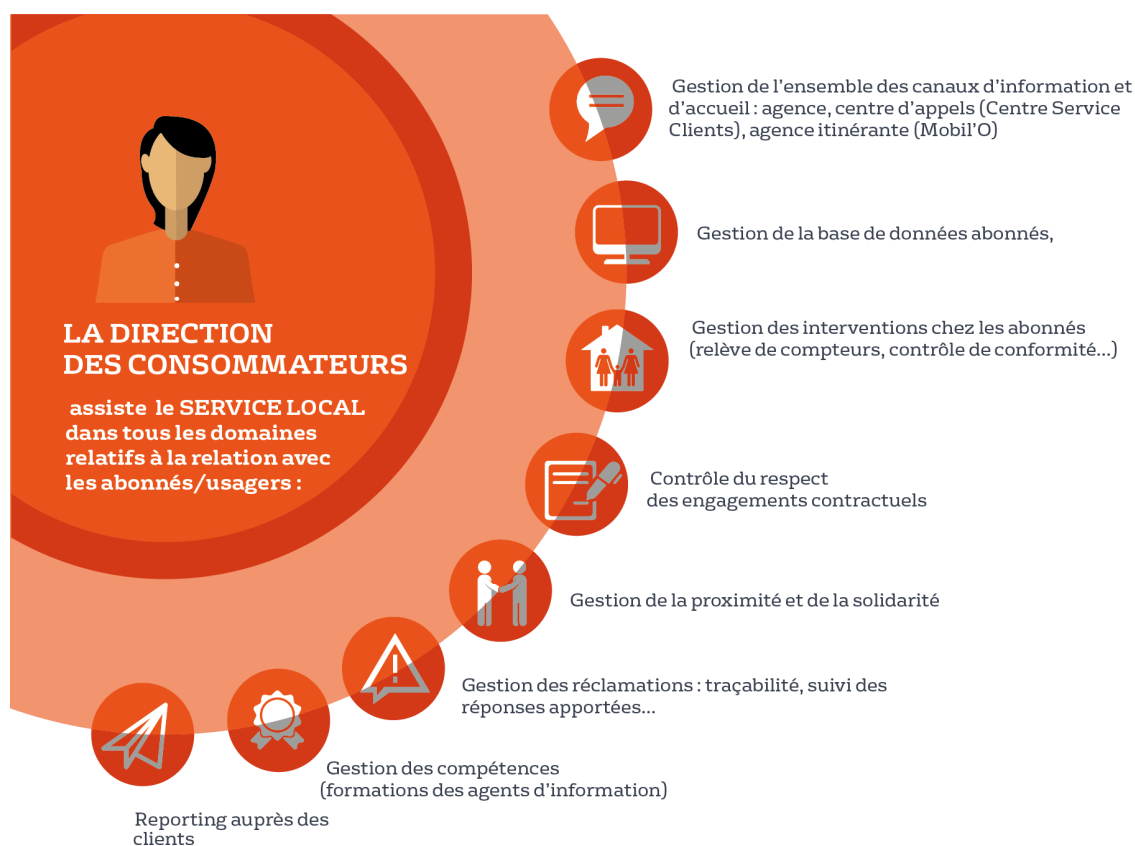 LA DIRECTION
DES CONSOMMATEURS
assiste le SERVICE LOCAL
dans tous les domaines
relatifs à la relation avec
les abonnés/usagers :
Gestion de l’ensemble des canaux d’information et
d’accueil : agence, centre d’appels (Centre Service
Clients), agence itinérante (Mobil’O)
Gestion de la base de données abonnés,
Gestion des interventions chez les abonnés
(relève de compteurs, contrôle de conformité...)
Contrôle du respect
des engagements contractuels
Gestion de la proximité et de la solidarité
Gestion des réclamations : traçabilité, suivi des
réponses apportées...
Gestion des compétences
(formations des agents d’information)
Reporting auprès des
clients